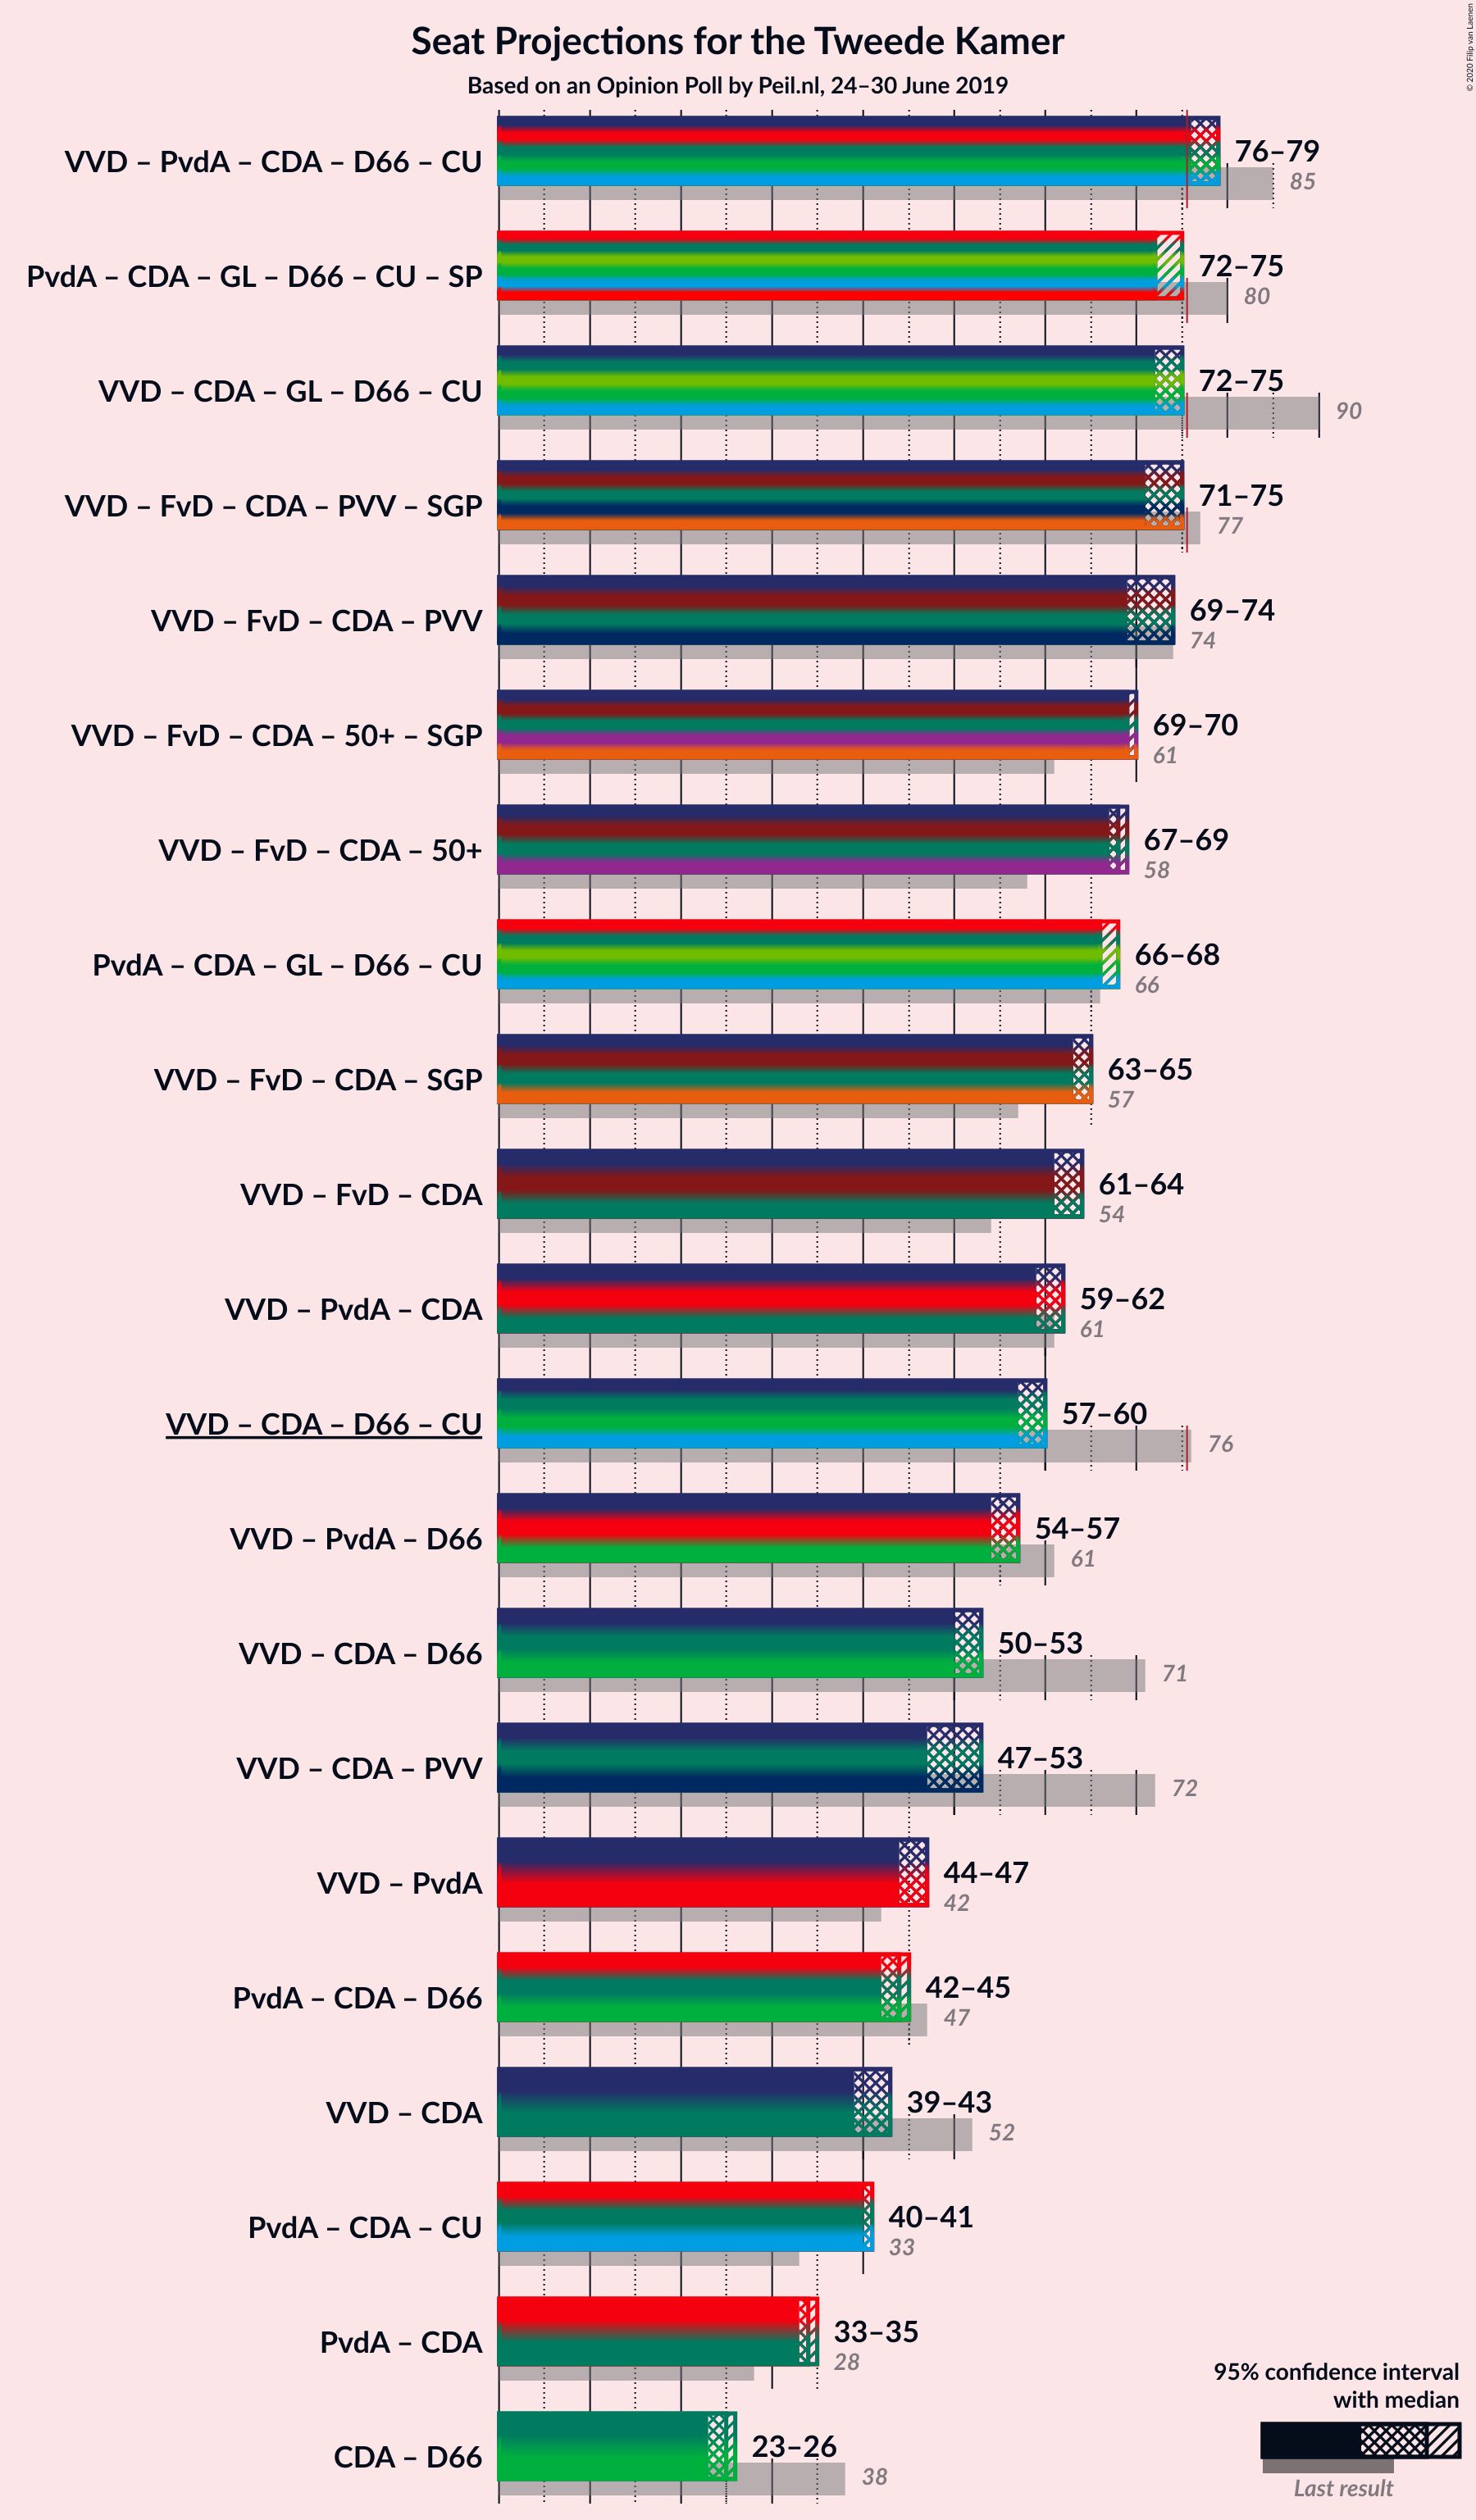 Seat Projections for the Tweede Kamer
Based on an Opinion Poll by Peil.nl, 24–30 June 2019
© 2020 Filip van Laenen
VVD – PvdA – CDA – D66 – CU
76–79
85
PvdA – CDA – GL – D66 – CU – SP
72–75
80
VVD – CDA – GL – D66 – CU
72–75
90
VVD – FvD – CDA – PVV – SGP
71–75
77
VVD – FvD – CDA – PVV
69–74
74
VVD – FvD – CDA – 50+ – SGP
69–70
61
VVD – FvD – CDA – 50+
67–69
58
PvdA – CDA – GL – D66 – CU
66–68
66
VVD – FvD – CDA – SGP
63–65
57
VVD – FvD – CDA
61–64
54
VVD – PvdA – CDA
59–62
61
VVD – CDA – D66 – CU
57–60
76
VVD – PvdA – D66
54–57
61
VVD – CDA – D66
50–53
71
VVD – CDA – PVV
47–53
72
VVD – PvdA
44–47
42
PvdA – CDA – D66
42–45
47
VVD – CDA
39–43
52
PvdA – CDA – CU
40–41
33
PvdA – CDA
33–35
28
CDA – D66
23–26
38
95% confidence interval
with median
Last result